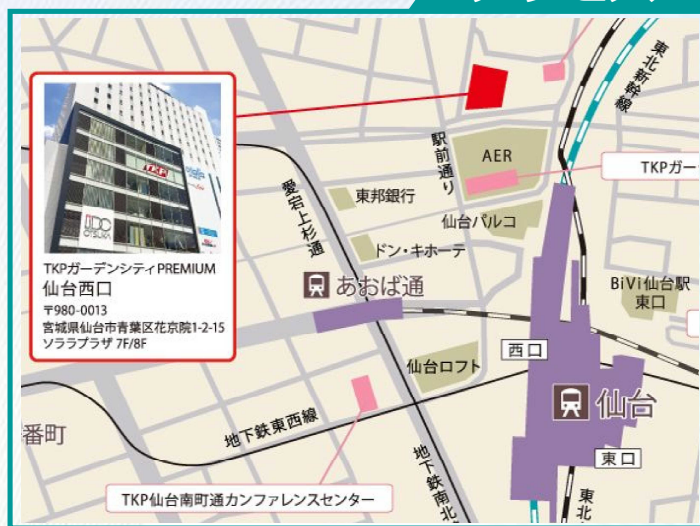 東北新幹線
駅前通り
AER
TKPガー
愛宕上杉通
東邦銀行
仙台パルコ
ドン・キホーテ
TKP
IDC
OTSUKA
TKPガーデンシティPREMIUM
仙台西口
〒980-0013
宮城県仙台市青葉区花京院1-2-15
ソララプラザ 7F/8F
あおば通
BiVi仙台駅
東口
西口
仙台ロフト
仙台
番町
地下鉄東西線
東口
地下鉄南北
東北
TKP仙台南町通カンファレンスセンター